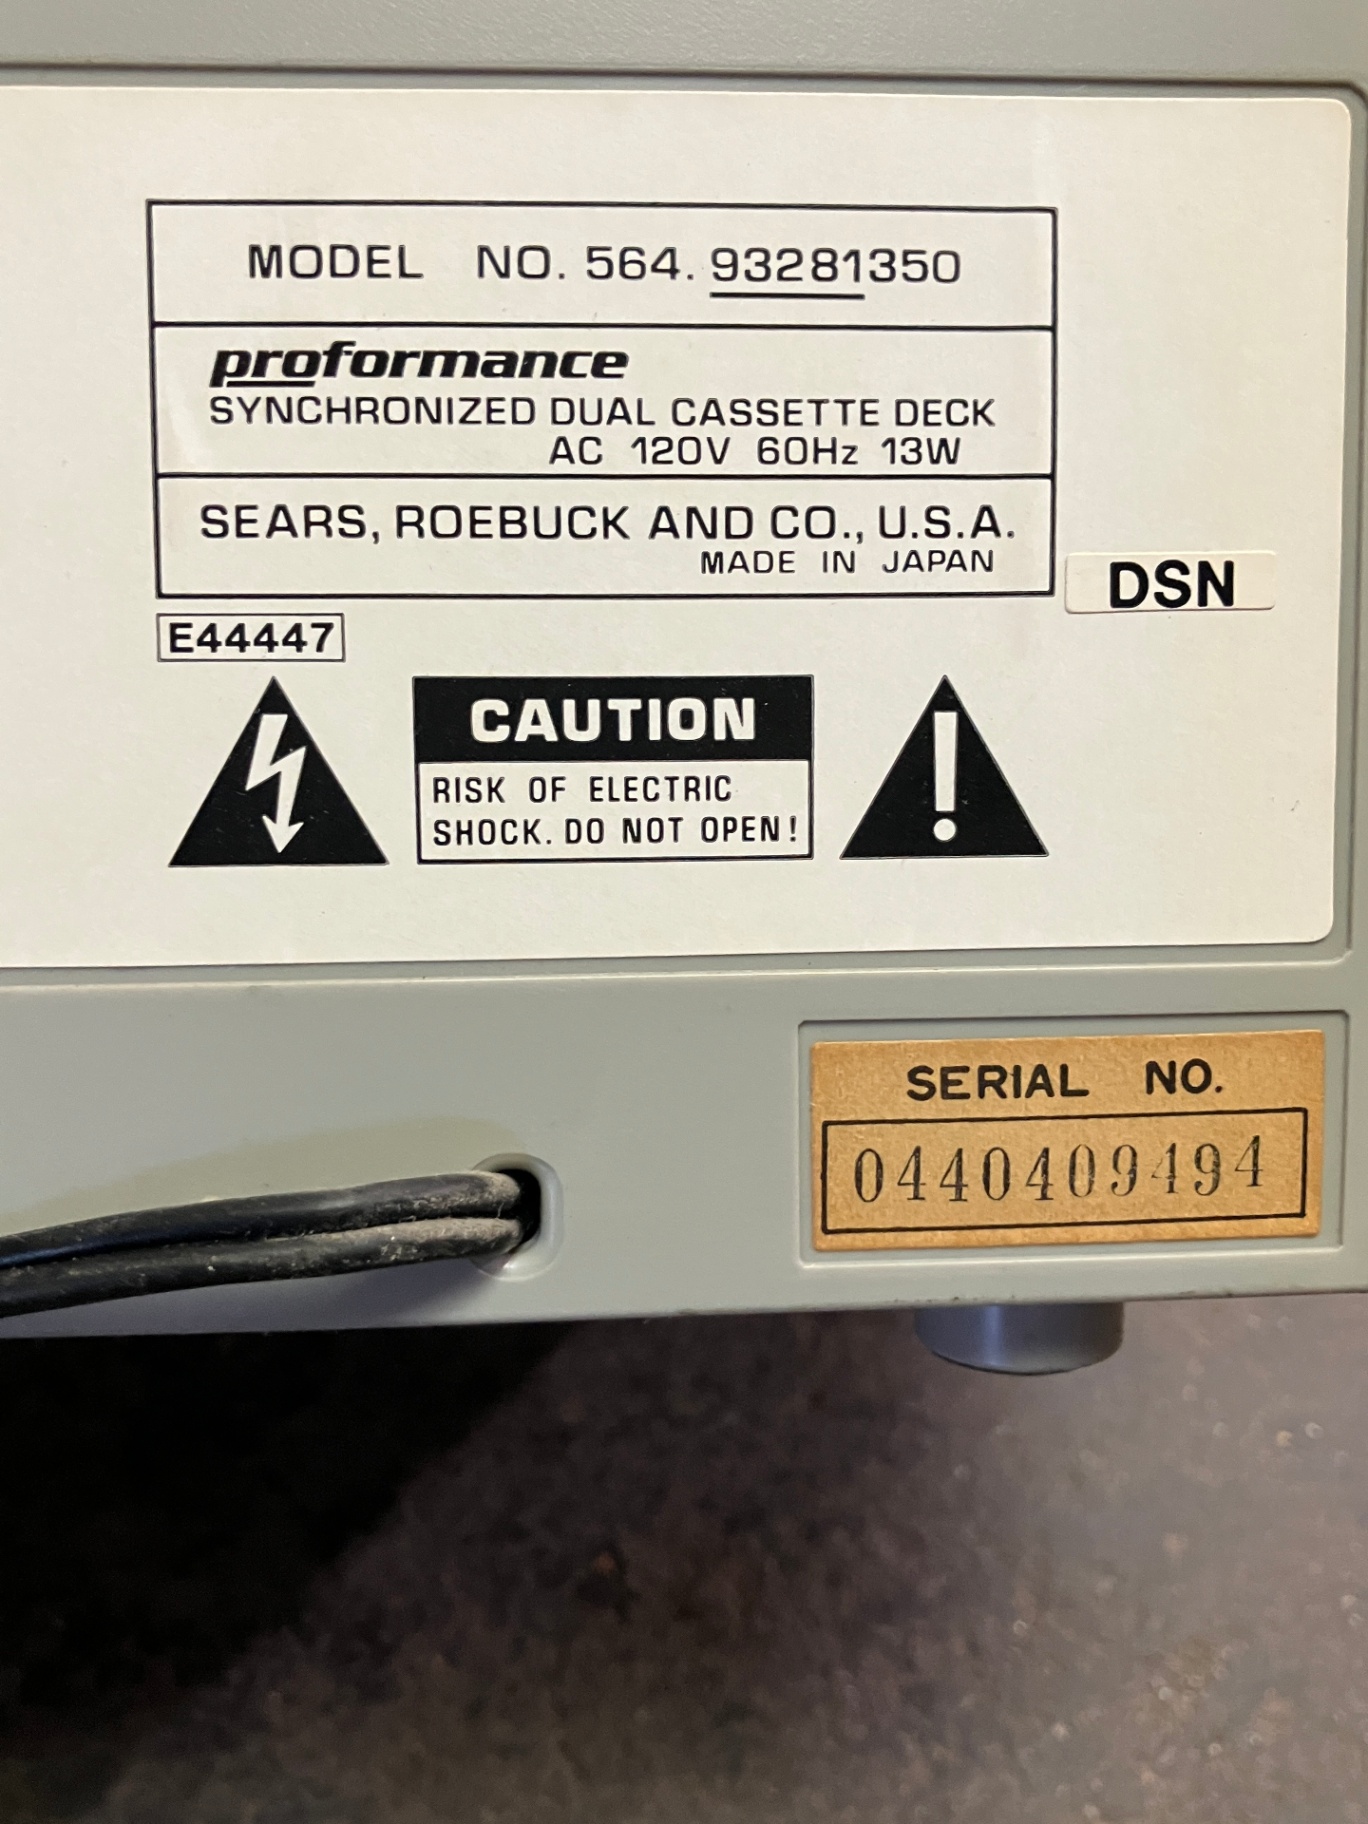 MODEL NO. 564. 93281350
proformance
SYNCHRONIZED DUAL CASSETTE DECK
AC 120V 60Hz 13W
SEARS, ROEBUCK AND CO., U.S.A.
MADE IN JAPAN
DSN
E44447
CAUTION
RISK OF ELECTRIC
SHOCK. DO NOT OPEN!
SERIAL NO.
0440409494